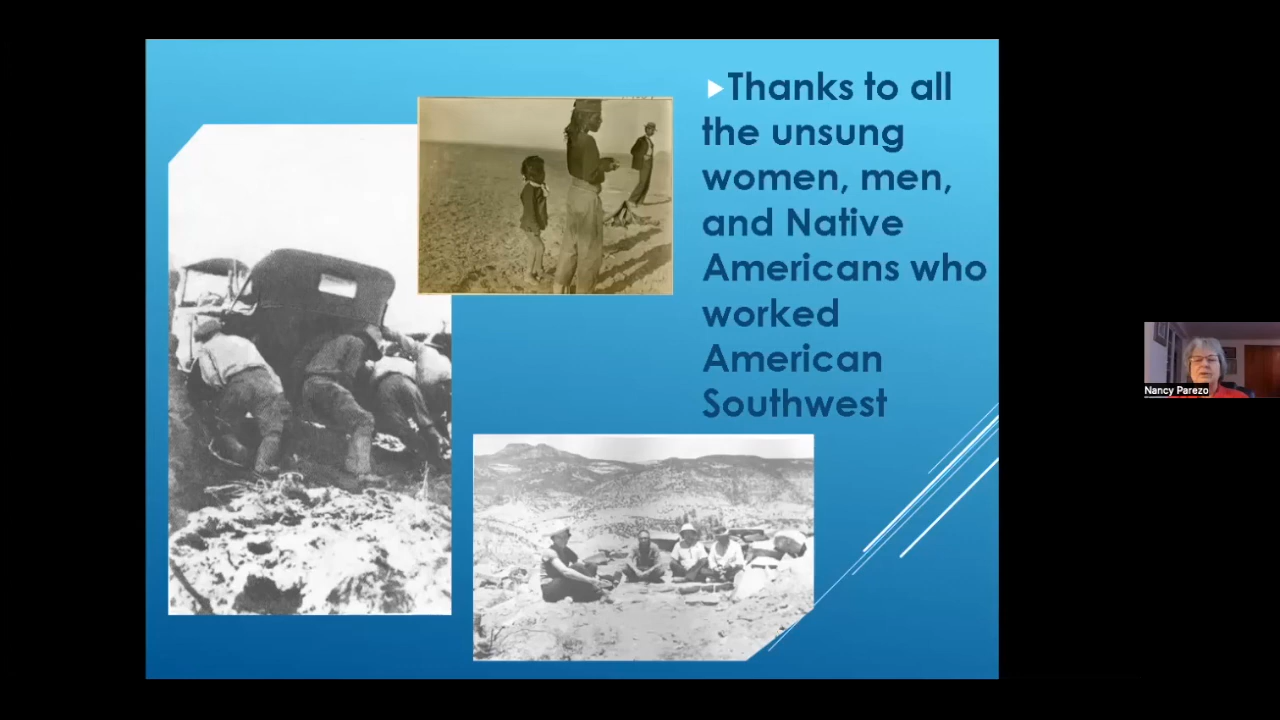 Thanks to all
the unsung
women, men,
and Native
Americans who
worked
American
Southwest
Nancy Parezo